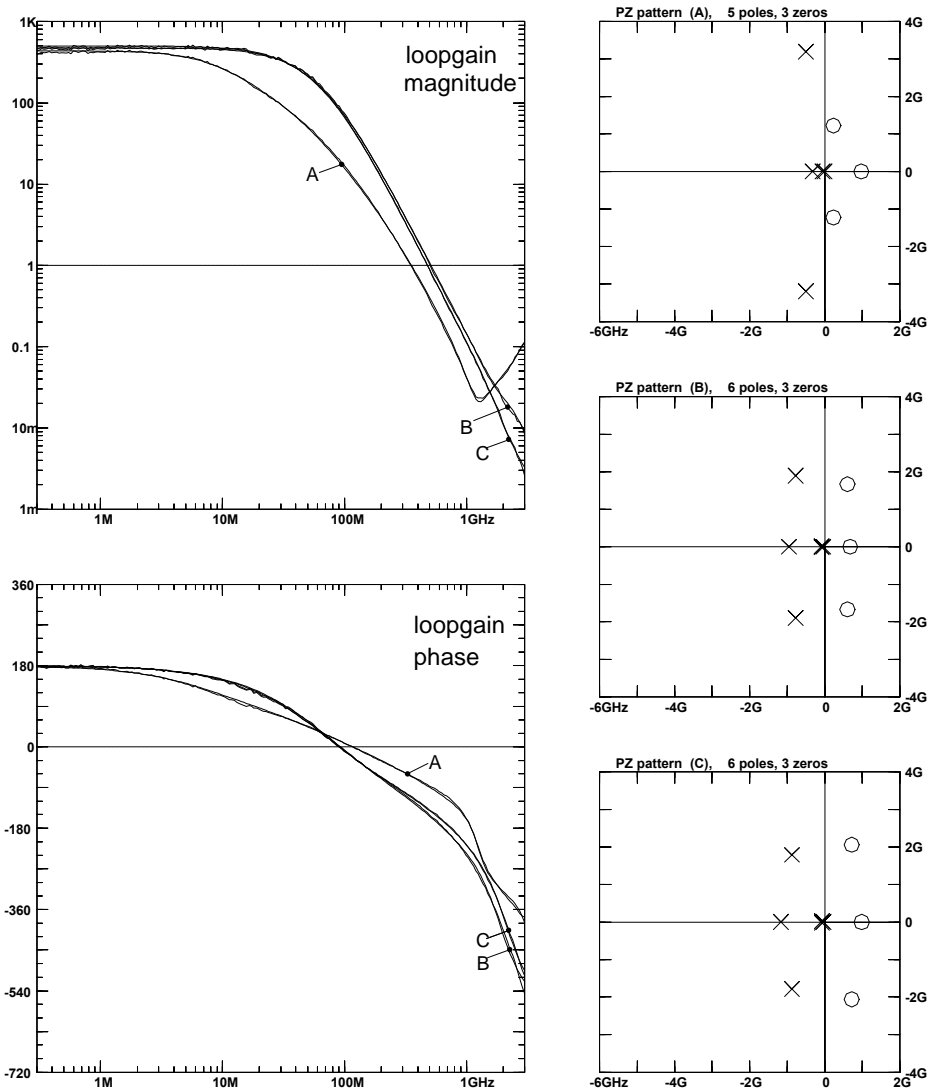 1K
100
10
1
0.1
10m
1m
1M
10M
100M
1GHz
loopgain
magnitude
A
B
C
360
180
0
-180
-360
-540
-720
1M
10M
100M
1GHz
loopgain
phase
A
C
B
PZ pattern (A), 5 poles, 3 zeros
4G
2G
0
-2G
-4G
-6GHz
-4G
-2G
0
2G
PZ pattern (B), 6 poles, 3 zeros
4G
2G
0
-2G
-4G
-6GHz
-4G
-2G
0
2G
PZ pattern (C), 6 poles, 3 zeros
4G
2G
0
-2G
-4G
-6GHz
-4G
-2G
0
2G